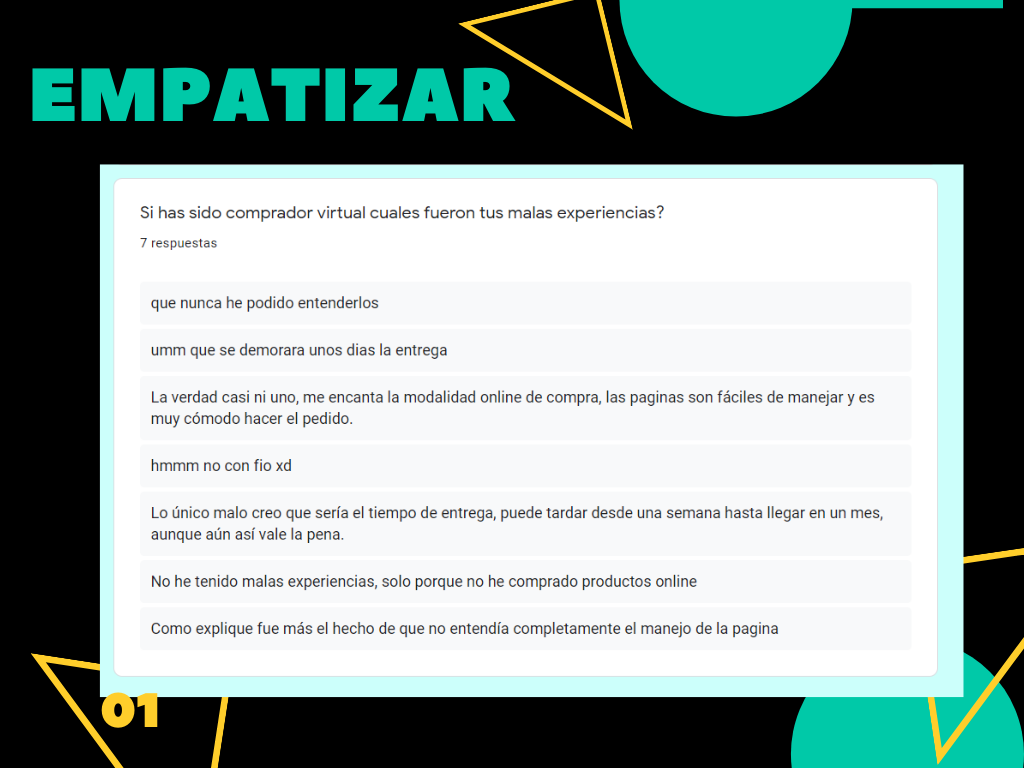 EMPATIZAR
Si has sido comprador virtual cuales fueron tus malas experiencias?
7 respuestas
que nunca he podido entenderlos
umm que se demorara unos dias la entrega
La verdad casi ni uno, me encanta la modalidad online de compra, las paginas son fáciles de manejar y es
muy cómodo hacer el pedido.
hmmm no con fio xd
Lo único malo creo que sería el tiempo de entrega, puede tardar desde una semana hasta llegar en un mes,
aunque aún así vale la pena.
No he tenido malas experiencias, solo porque no he comprado productos online
Como explique fue más el hecho de que no entendía completamente el manejo de la pagina
01